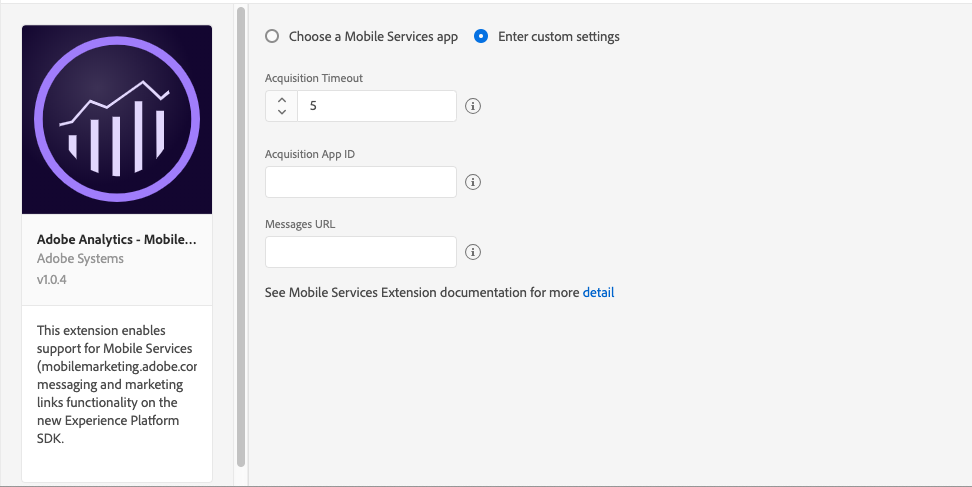 Choose a Mobile Services app Enter custom settings
Acquisition Timeout
5
Acquisition App ID
Messages URL
See Mobile Services Extension documentation for more detail
Adobe Analytics - Mobile...
Adobe Systems
v1.0.4
This extension enables
support for Mobile Services
(mobilemarketing.adobe.cor
messaging and marketing
links functionality on the
new Experience Platform
SDK.